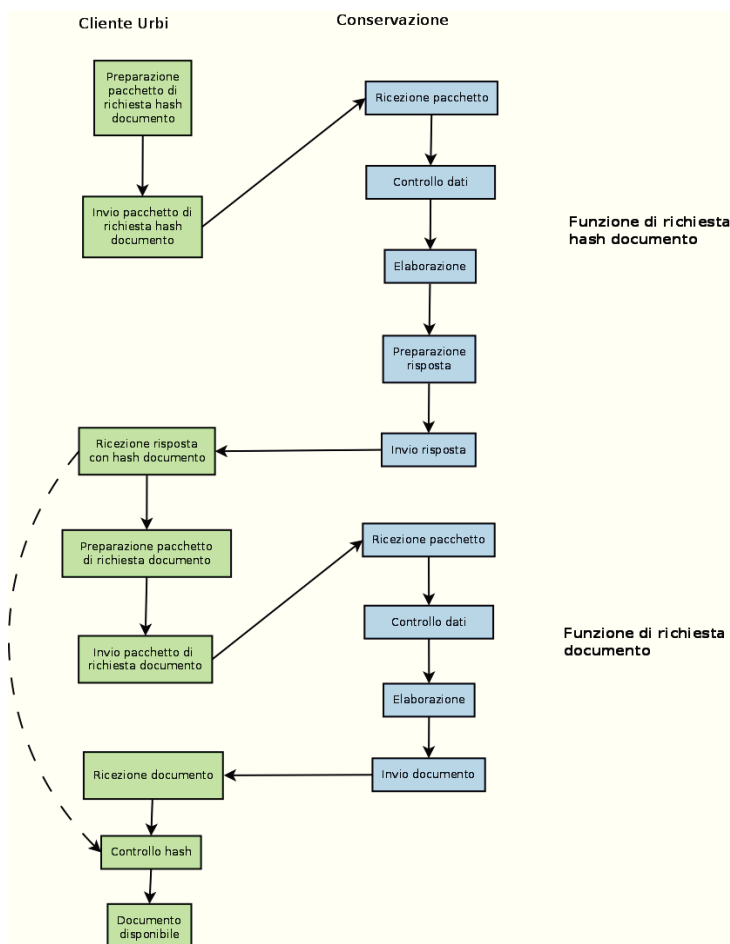 Cliente Urbi
Conservazione
Preparazione
pacchetto di
richiesta hash
documento
Ricezione pacchetto
Invio pacchetto di
richiesta hash
documento
Controllo dati
Funzione di richiesta
hash documento
Elaborazione
Preparazione
risposta
Invio risposta
Ricezione risposta
con hash documento
Preparazione pacchetto
di richiesta documento
Ricezione pacchetto
Invio pacchetto di
richiesta documento
Controllo dati
Funzione di richiesta
documento
Elaborazione
Invio documento
Ricezione documento
Controllo hash
Documento
disponibile